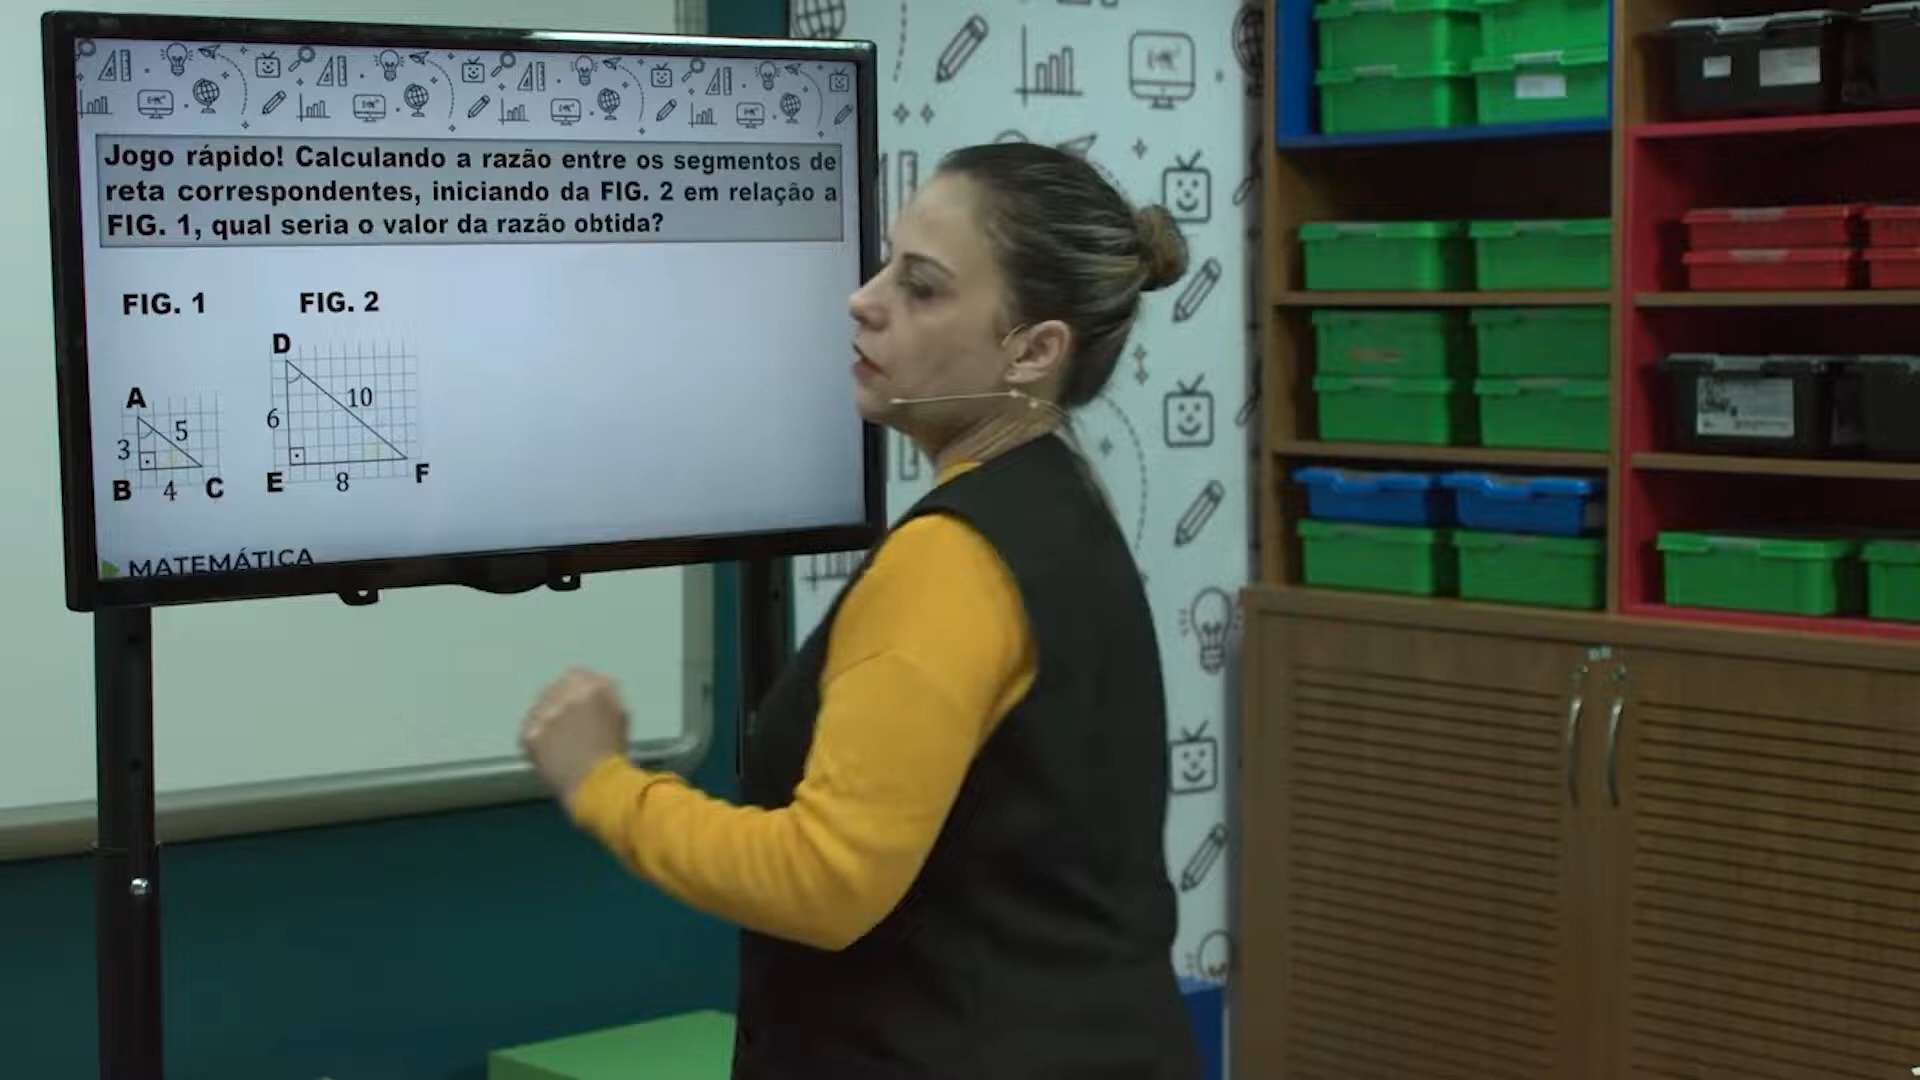 Jogo rápido! Calculando a razão entre os segmentos de
reta correspondentes, iniciando da FIG. 2 em relação a
FIG. 1, qual seria o valor da razão obtida?
FIG. 1
FIG. 2
A
5
3
B
4
C
D
10
6
E
8
F
MATEMÁTICA